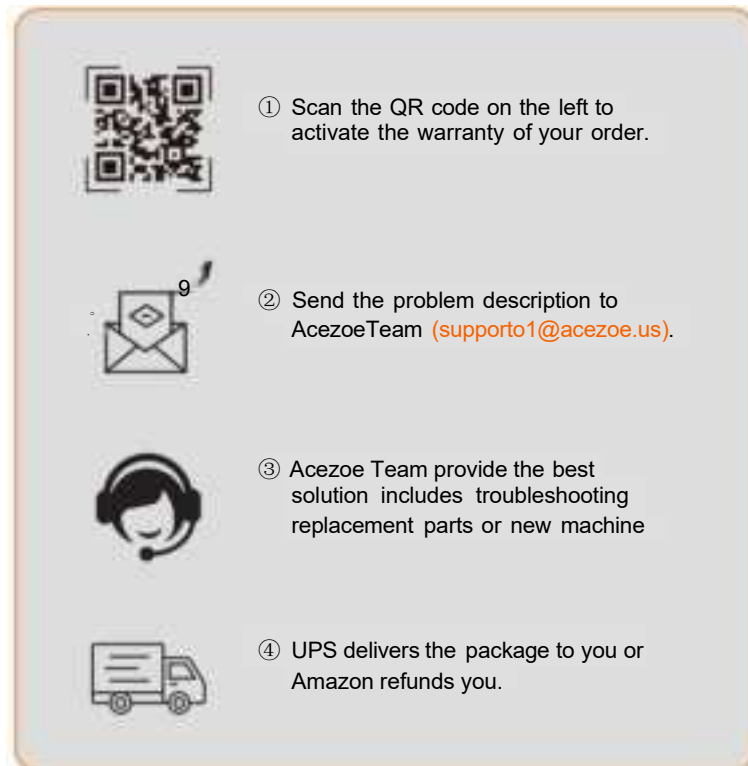 ① Scan the QR code on the left to
activate the warranty of your order.
9
② Send the problem description to
AcezoeTeam (supporto1@acezoe.us).
③ Acezoe Team provide the best
solution includes troubleshooting
replacement parts or new machine
④ UPS delivers the package to you or
Amazon refunds you.